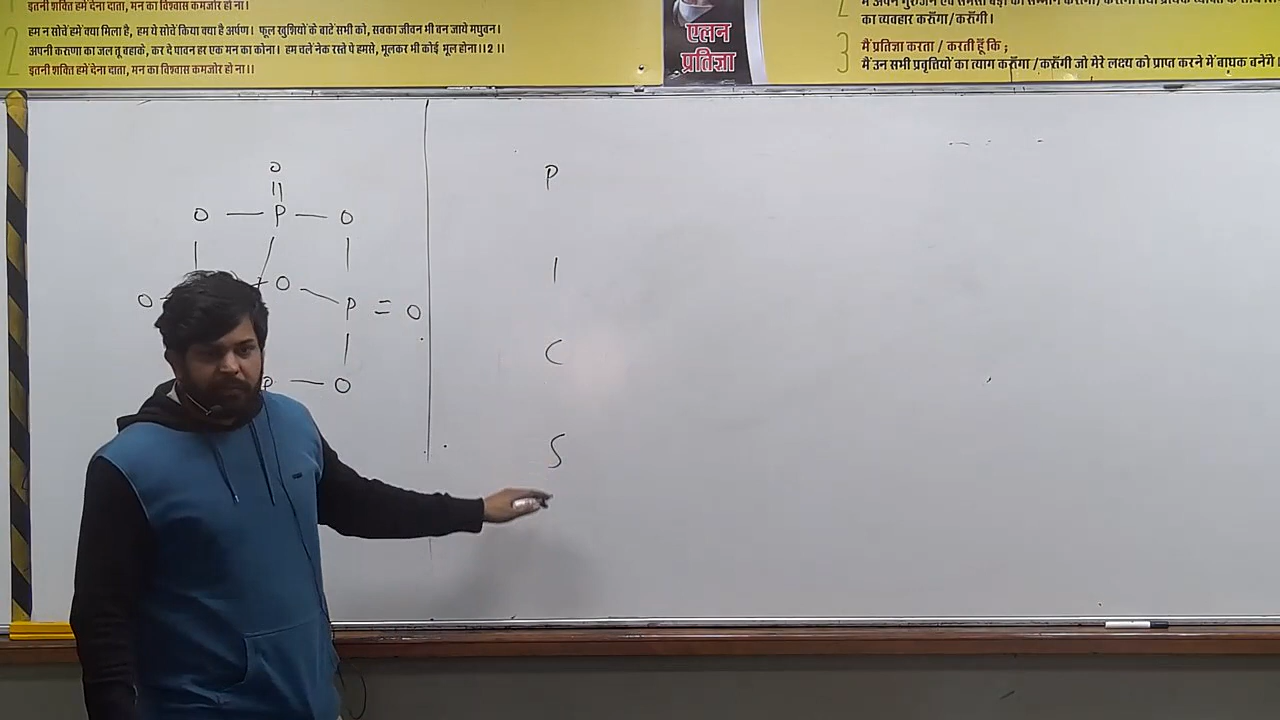 इतनी शक्ति हमें देना दाता, मन का विश्वास कमजोर हो ना।
2 हम न सोचें हमें क्या मिला है, हम ये सोचें किया क्या है अर्पण। फूल खुशियों के बाटें सभी को, सबका जीवन भी बन जाये मधुबन।
अपनी करुणा का जल तू बहाके, कर दे पावन हर एक मन का कोना। हम चलें नेक रस्ते पे हमसे, भूलकर भी कोई भूल होना।।2।।
इतनी शक्ति हमें देना दाता, मन का विश्वास कमजोर हो ना।।
एलन
प्रतिज्ञा
2
का व्यवहार करूँगा / करूँगी।
3 मैं प्रतिज्ञा करता / करती हूँ कि ;
मैं उन सभी प्रवृत्तियों का त्याग करूँगा / करूँगी जो मेरे लक्ष्य को प्राप्त करने में बाधक बनेंगे।
O
||
O — P — O
| / |
O O \ P = O
|
P — O
P
I
C
S